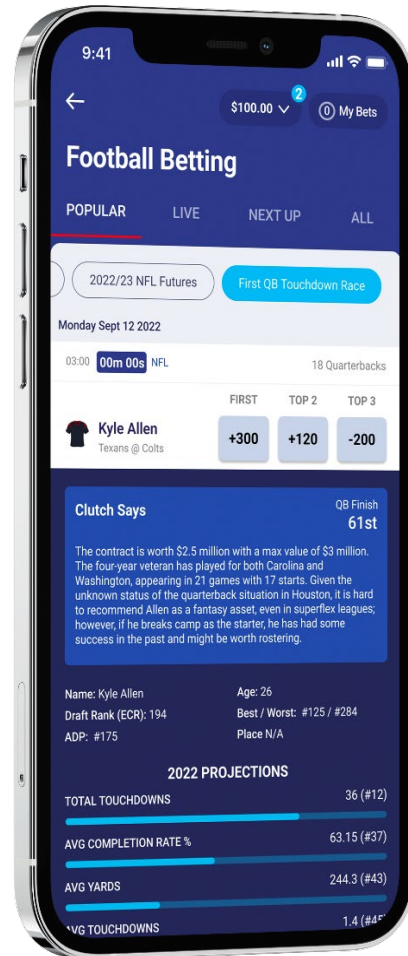 9:41
$100.00
2
0 My Bets
Football Betting
POPULAR LIVE NEXT UP ALL
2022/23 NFL Futures
First QB Touchdown Race
Monday Sept 12 2022
03:00 00m 00s NFL 18 Quarterbacks
FIRST TOP 2 TOP 3
Kyle Allen +300 +120 -200
Texans @ Colts
Clutch Says QB Finish
61st
The contract is worth $2.5 million with a max value of $3 million.
The four-year veteran has played for both Carolina and
Washington, appearing in 21 games with 17 starts. Given the
unknown status of the quarterback situation in Houston, it is hard
to recommend Allen as a fantasy asset, even in superflex leagues;
however, if he breaks camp as the starter, he has had some
success in the past and might be worth rostering.
Name: Kyle Allen Age: 26
Draft Rank (ECR): 194 Best / Worst: #125 / #284
ADP: #175 Place N/A
2022 PROJECTIONS
TOTAL TOUCHDOWNS 36 (#12)
AVG COMPLETION RATE % 63.15 (#37)
AVG YARDS 244.3 (#43)
AVG TOUCHDOWNS 1.4 (#45